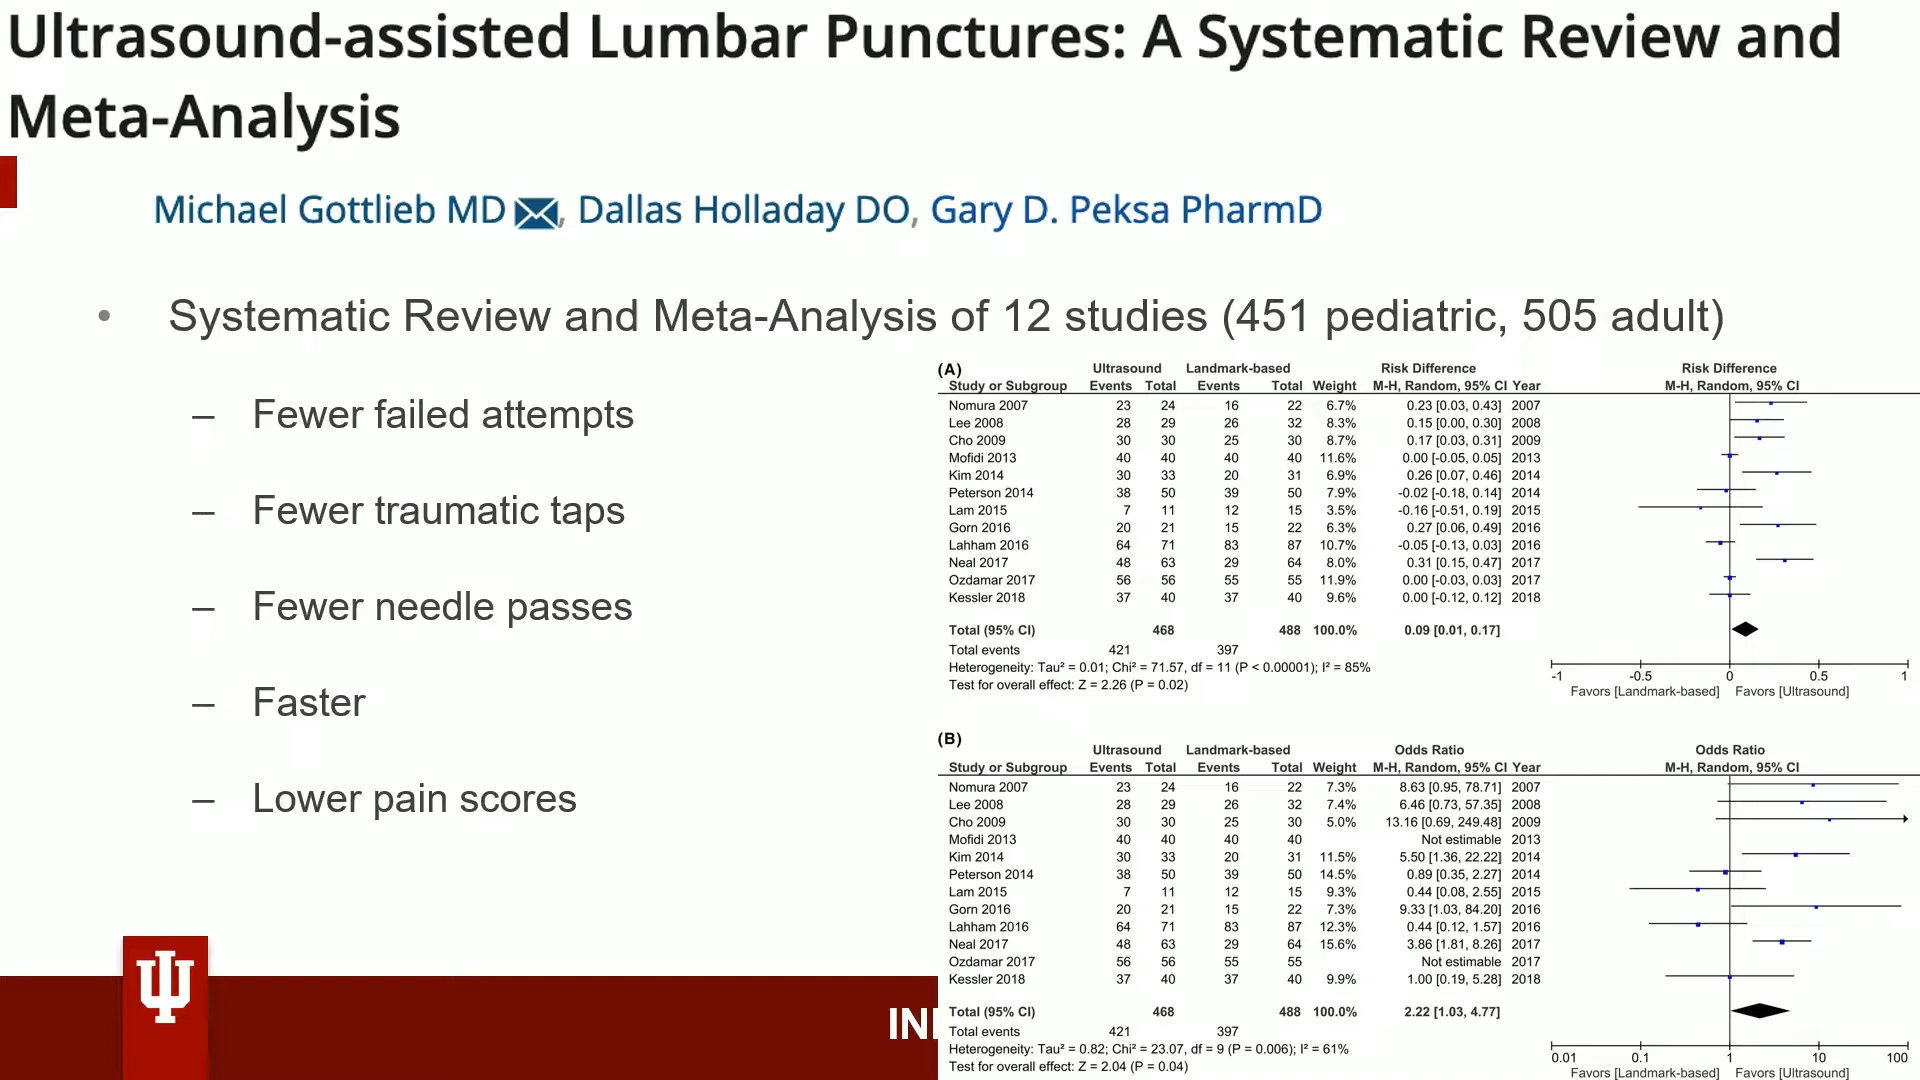 Ultrasound-assisted Lumbar Punctures: A Systematic Review and
Meta-Analysis
Michael Gottlieb MD, Dallas Holladay DO, Gary D. Peksa PharmD
• Systematic Review and Meta-Analysis of 12 studies (451 pediatric, 505 adult)
– Fewer failed attempts
– Fewer traumatic taps
– Fewer needle passes
– Faster
– Lower pain scores
(A)
Ultrasound Landmark-based Risk Difference Risk Difference
Study or Subgroup Events Total Events Total Weight M-H, Random, 95% CI Year M-H, Random, 95% CI
Nomura 2007 23 24 16 22 6.7% 0.23 [0.03, 0.43] 2007
Lee 2008 28 29 26 32 8.3% 0.15 [0.00, 0.30] 2008
Cho 2009 30 30 25 30 8.7% 0.17 [0.03, 0.31] 2009
Mofidi 2013 40 40 40 40 11.6% 0.00 [-0.05, 0.05] 2013
Kim 2014 30 33 20 31 6.9% 0.26 [0.07, 0.46] 2014
Peterson 2014 38 50 39 50 7.9% -0.02 [-0.18, 0.14] 2014
Lam 2015 7 11 12 15 3.5% -0.16 [-0.51, 0.19] 2015
Gorn 2016 20 21 15 22 6.3% 0.27 [0.06, 0.49] 2016
Lahham 2016 64 71 83 87 10.7% -0.05 [-0.13, 0.03] 2016
Neal 2017 48 63 29 64 8.0% 0.31 [0.15, 0.47] 2017
Ozdamar 2017 56 56 55 55 11.9% 0.00 [-0.03, 0.03] 2017
Kessler 2018 37 40 37 40 9.6% 0.00 [-0.12, 0.12] 2018
Total (95% CI) 468 488 100.0% 0.09 [0.01, 0.17]
Total events 421 397
Heterogeneity: Tau² = 0.01; Chi² = 71.57, df = 11 (P < 0.00001); I² = 85%
Test for overall effect: Z = 2.26 (P = 0.02)
-1 -0.5 0 0.5 1
Favors [Landmark-based] Favors [Ultrasound]
(B)
Ultrasound Landmark-based Odds Ratio Odds Ratio
Study or Subgroup Events Total Events Total Weight M-H, Random, 95% CI Year M-H, Random, 95% CI
Nomura 2007 23 24 16 22 7.3% 8.63 [0.95, 78.71] 2007
Lee 2008 28 29 26 32 7.4% 6.46 [0.73, 57.35] 2008
Cho 2009 30 30 25 30 5.0% 13.16 [0.69, 249.48] 2009
Mofidi 2013 40 40 40 40 Not estimable 2013
Kim 2014 30 33 20 31 11.5% 5.50 [1.36, 22.22] 2014
Peterson 2014 38 50 39 50 14.5% 0.89 [0.35, 2.27] 2014
Lam 2015 7 11 12 15 9.3% 0.44 [0.08, 2.55] 2015
Gorn 2016 20 21 15 22 7.3% 9.33 [1.03, 84.20] 2016
Lahham 2016 64 71 83 87 12.3% 0.44 [0.12, 1.57] 2016
Neal 2017 48 63 29 64 15.6% 3.86 [1.81, 8.26] 2017
Ozdamar 2017 56 56 55 55 Not estimable 2017
Kessler 2018 37 40 37 40 9.9% 1.00 [0.19, 5.28] 2018
Total (95% CI) 468 488 100.0% 2.22 [1.03, 4.77]
Total events 421 397
Heterogeneity: Tau² = 0.82; Chi² = 23.07, df = 9 (P = 0.006); I² = 61%
Test for overall effect: Z = 2.04 (P = 0.04)
0.01 0.1 1 10 100
Favors [Landmark-based] Favors [Ultrasound]